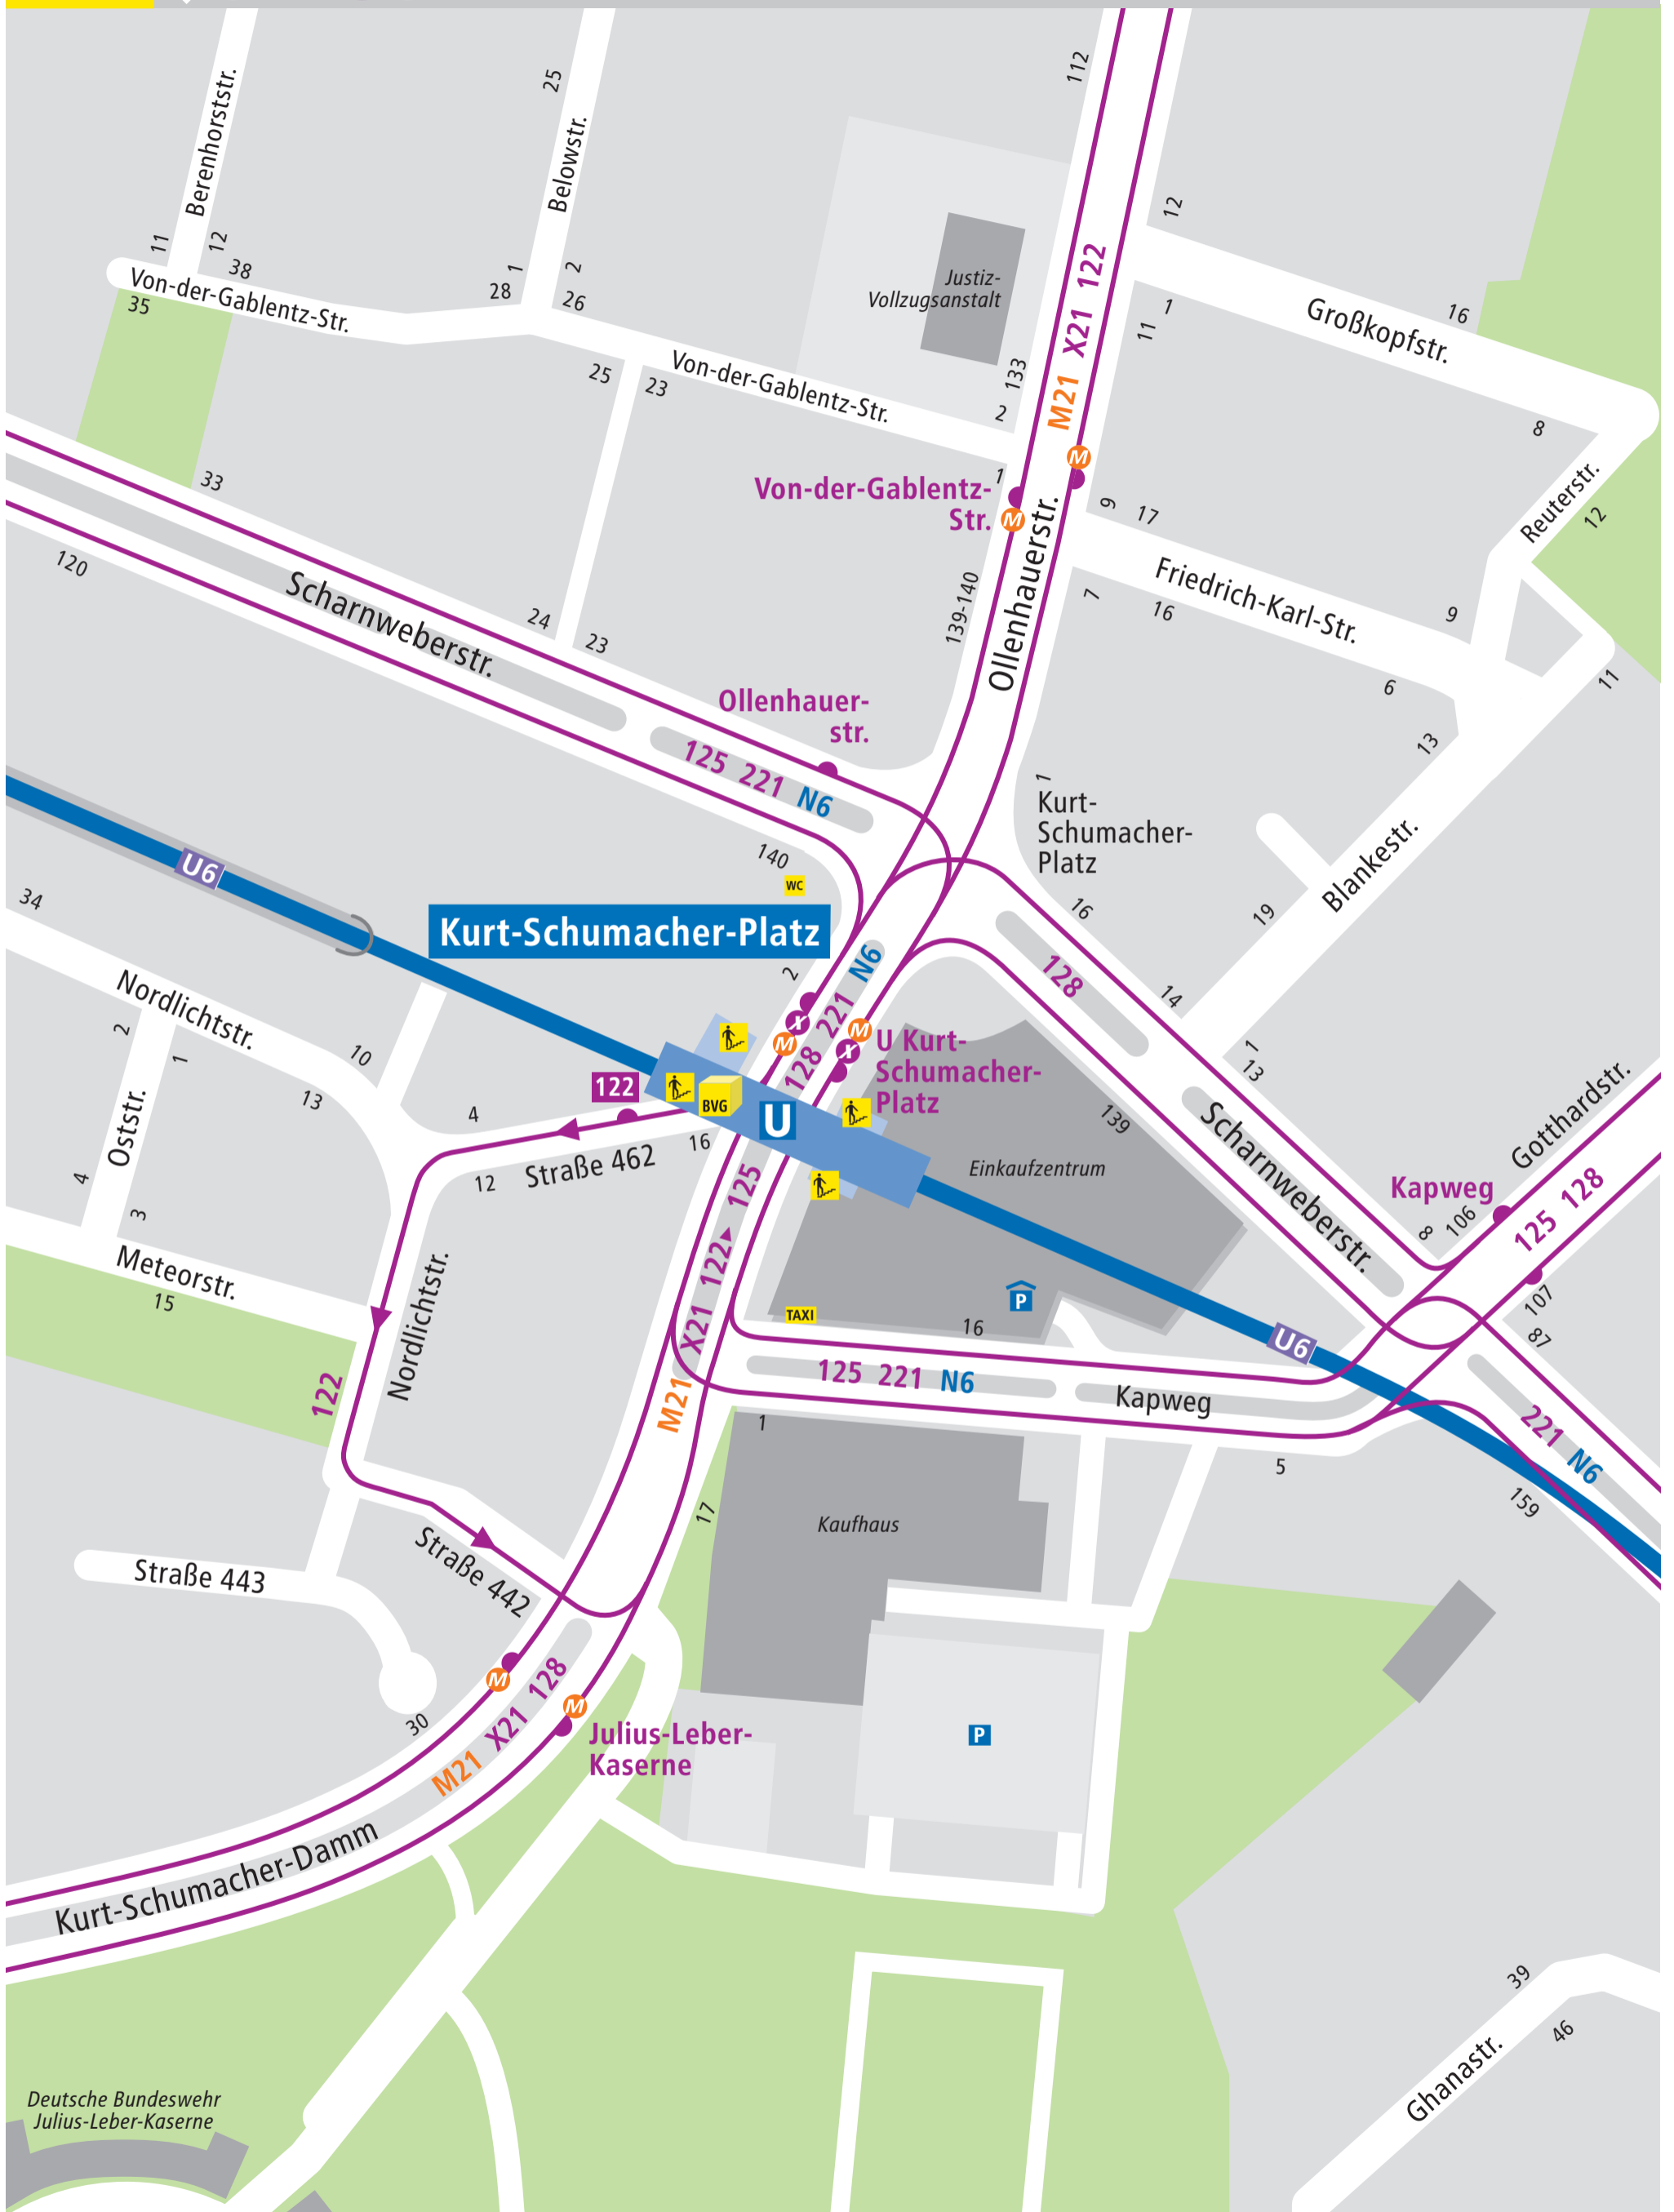 112
25
Berenhorststr.
Belowstr.
12
11
12
38
1
2
28
26
Von-der-Gablentz-Str.
35
Justiz-
Vollzugsanstalt
M21 X21 122
1
11
16
Großkopfstr.
133
25
23
Von-der-Gablentz-Str.
2
8
1
Von-der-Gablentz-
Str.
M
M
9
17
Reuterstr.
12
33
120
Scharnweberstr.
24
23
139-140
Ollenhauerstr.
7
16
Friedrich-Karl-Str.
9
6
11
13
Ollenhauer-
str.
125 221 N6
140
WC
1
Kurt-
Schumacher-
Platz
Blankestr.
19
16
14
U6
34
Kurt-Schumacher-Platz
2
128 221 N6
128
Nordlichtstr.
10
13
2
1
Oststr.
4
3
X
M
M
X
U Kurt-
Schumacher-
Platz
1
13
139
122
BVG
U
4
12
Straße 462
16
Einkaufzentrum
Scharnweberstr.
Gotthardstr.
Kapweg
8
106
125 128
107
87
Meteorstr.
15
Nordlichtstr.
122
M21 X21 122 125
TAXI
P
16
U6
125 221 N6
Kapweg
1
5
221 N6
159
17
Kaufhaus
Straße 443
Straße 442
M
M
30
M21 X21 128
Julius-Leber-
Kaserne
P
Kurt-Schumacher-Damm
39
46
Ghanastr.
Deutsche Bundeswehr
Julius-Leber-Kaserne